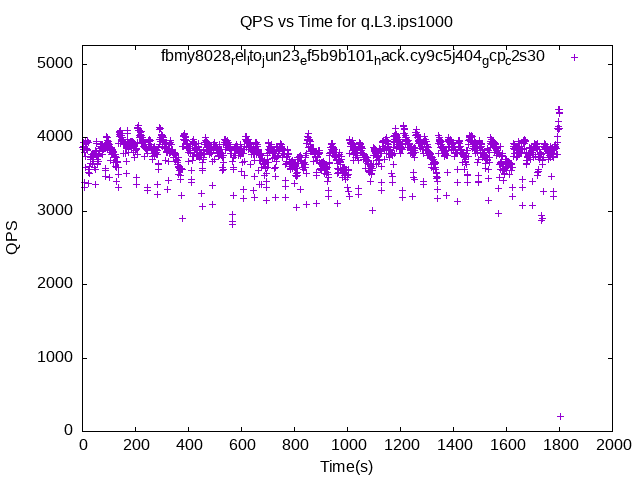 QPS vs Time for q.L3.ips1000
fbmy8028relltojun23ef5b9b101hack.cy9c5j404gcpc2s30
5000
4000
3000
2000
1000
0
QPS
0 200 400 600 800 1000 1200 1400 1600 1800 2000
Time(s)